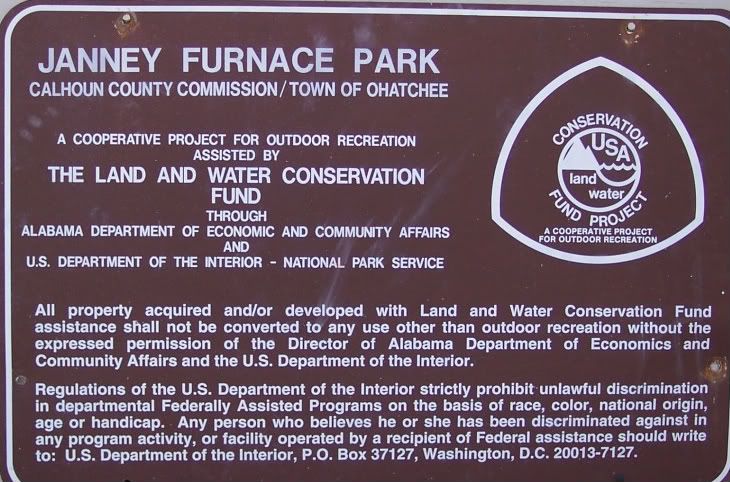 JANNEY FURNACE PARK
CALHOUN COUNTY COMMISSION/TOWN OF OHATCHEE
A COOPERATIVE PROJECT FOR OUTDOOR RECREATION
ASSISTED BY
THE LAND AND WATER CONSERVATION
FUND
THROUGH
ALABAMA DEPARTMENT OF ECONOMIC AND COMMUNITY AFFAIRS
AND
U.S. DEPARTMENT OF THE INTERIOR - NATIONAL PARK SERVICE
CONSERVATION
USA
land
water
FUND PROJECT
A COOPERATIVE PROJECT
FOR OUTDOOR RECREATION
All property acquired and/or developed with Land and Water Conservation Fund
assistance shall not be converted to any use other than outdoor recreation without the
expressed permission of the Director of Alabama Department of Economics and
Community Affairs and the U.S. Department of the Interior.
Regulations of the U.S. Department of the Interior strictly prohibit unlawful discrimination
in departmental Federally Assisted Programs on the basis of race, color, national origin,
age or handicap. Any person who believes he or she has been discriminated against in
any program activity, or facility operated by a recipient of Federal assistance should write
to: U.S. Department of the Interior, P.O. Box 37127, Washington, D.C. 20013-7127.